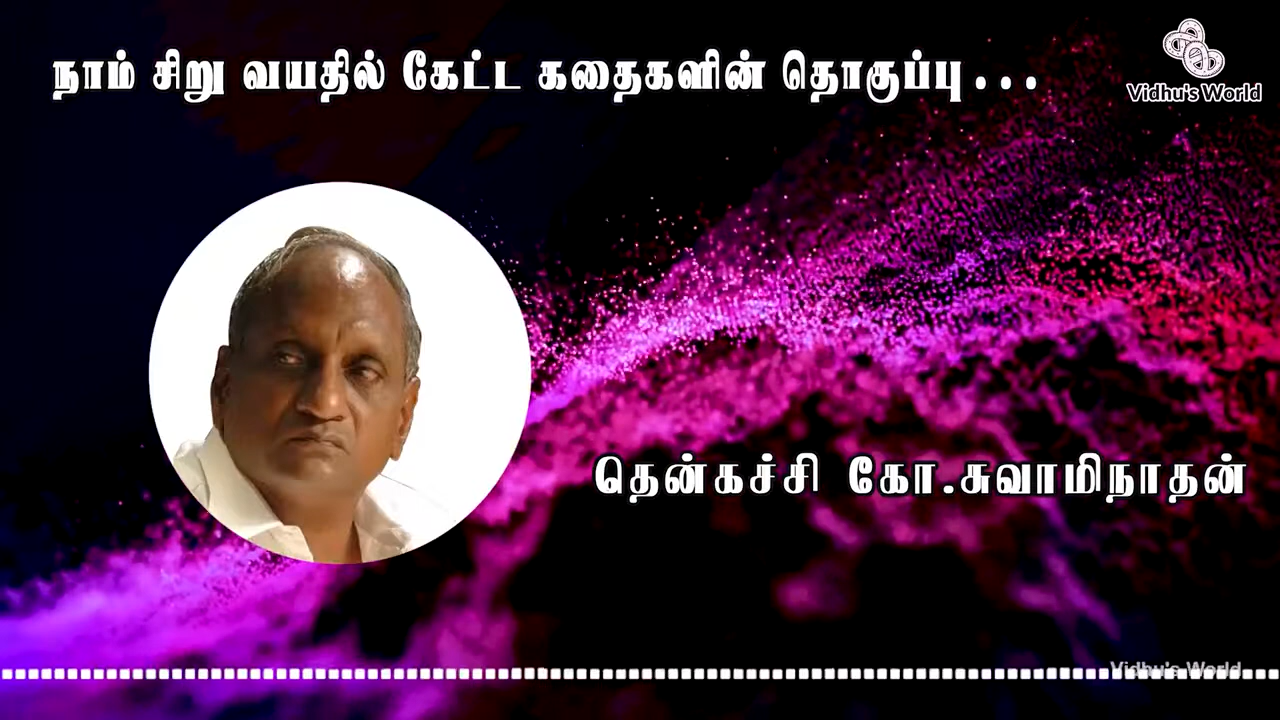 நாம் சிறு வயதில் கேட்ட கதைகளின் தொகுப்பு . . .
Vidhu's World
தென்கச்சி கோ.சுவாமிநாதன்
Vidhu's World